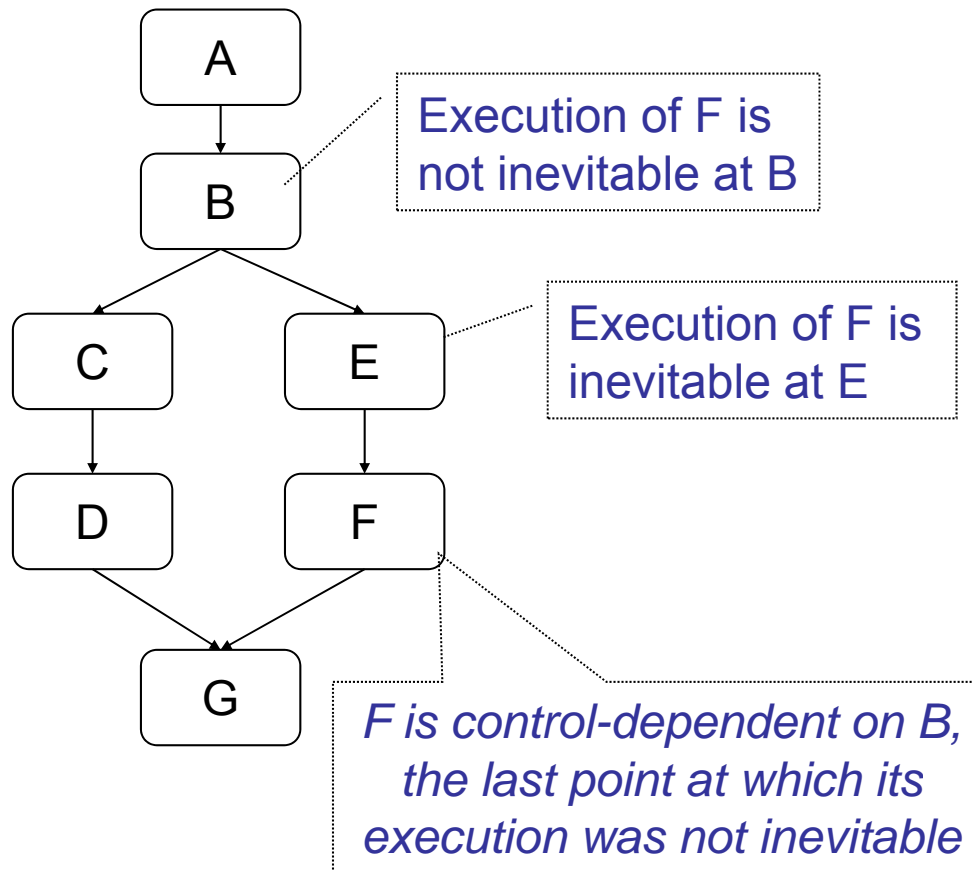 A
Execution of F is
not inevitable at B
B
Execution of F is
inevitable at E
C
E
D
F
G
F is control-dependent on B,
the last point at which its
execution was not inevitable